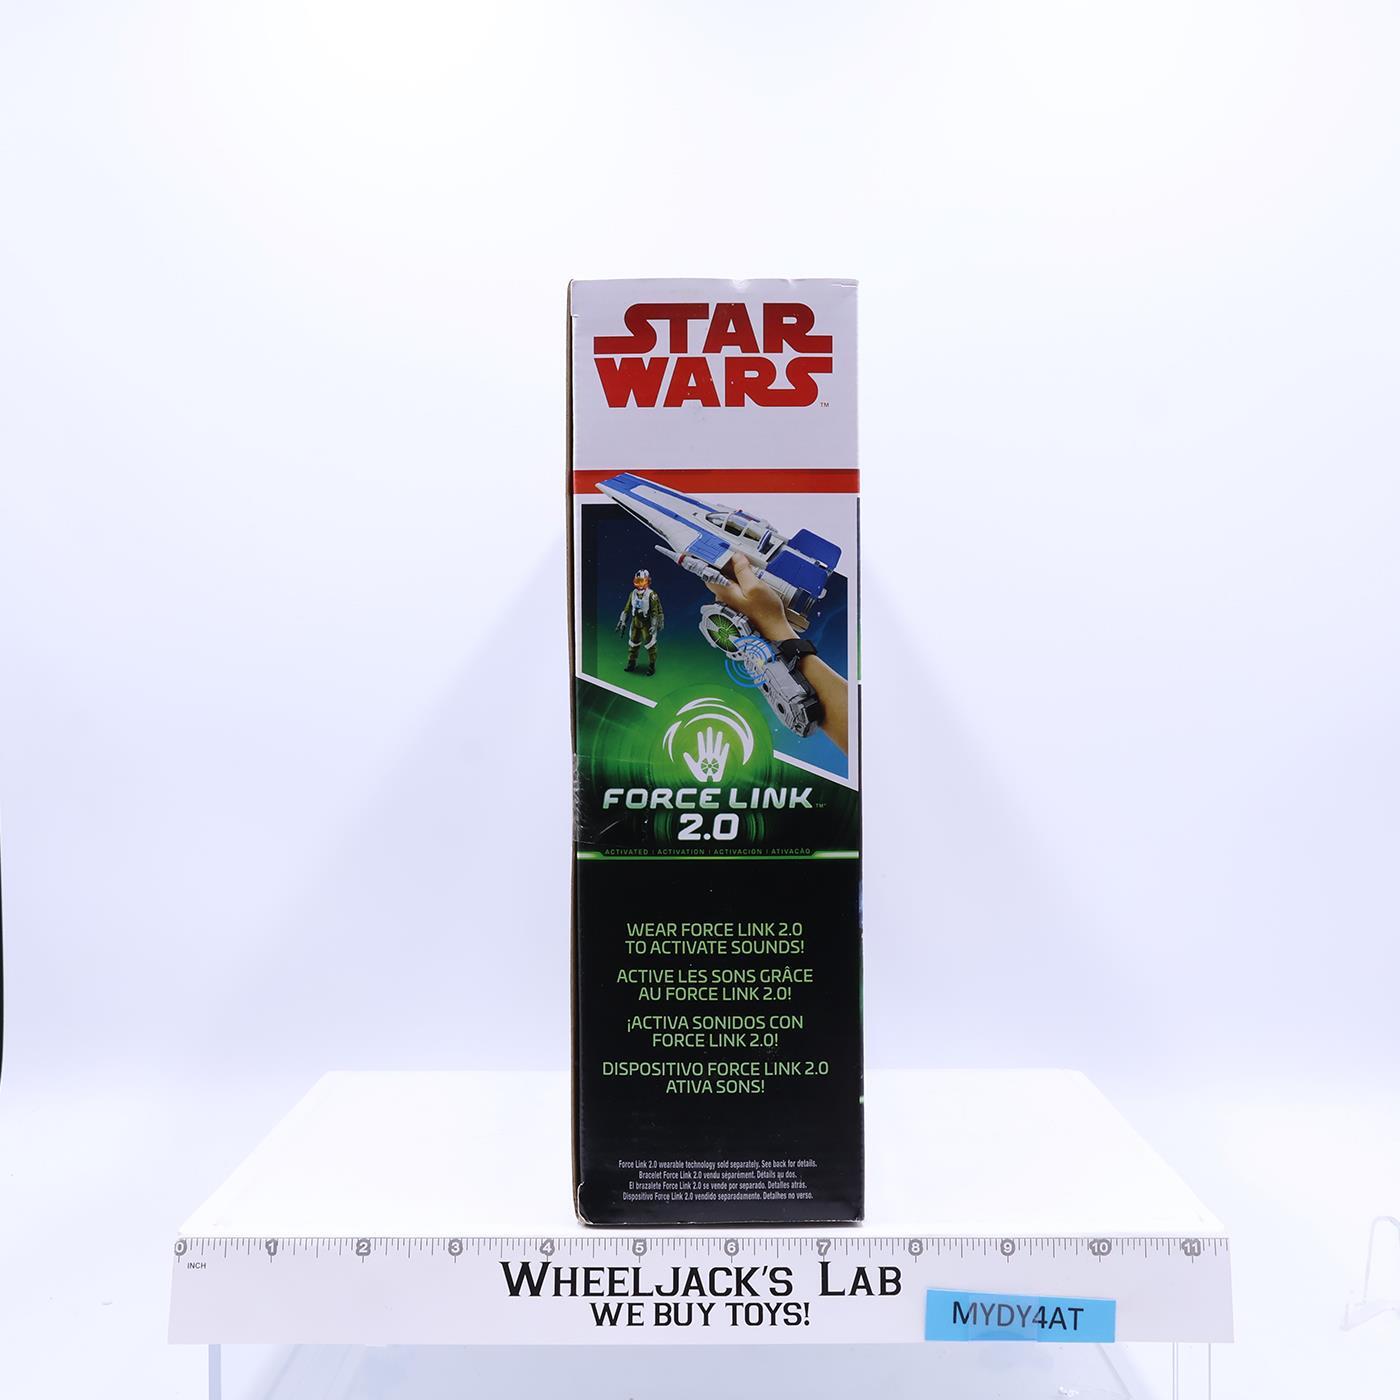 STAR
WARS
TM
FORCE LINK
TM
2.0
ACTIVATED | ACTIVATION | ACTIVACIÓN | ATIVAÇÃO
WEAR FORCE LINK 2.0
TO ACTIVATE SOUNDS!
ACTIVE LES SONS GRÂCE
AU FORCE LINK 2.0!
¡ACTIVA SONIDOS CON
FORCE LINK 2.0!
DISPOSITIVO FORCE LINK 2.0
ATIVA SONS!
Force Link 2.0 wearable technology sold separately. See back for details.
Bracelet Force Link 2.0 vendu séparément. Détails au dos.
El brazalete Force Link 2.0 se vende por separado. Detalles atrás.
Dispositivo Force Link 2.0 vendido separadamente. Detalhes no verso.
0 1 2 3 4 5 6 7 8 9 10 11
INCH
WHEELJACK'S LAB
WE BUY TOYS!
MYDY4AT